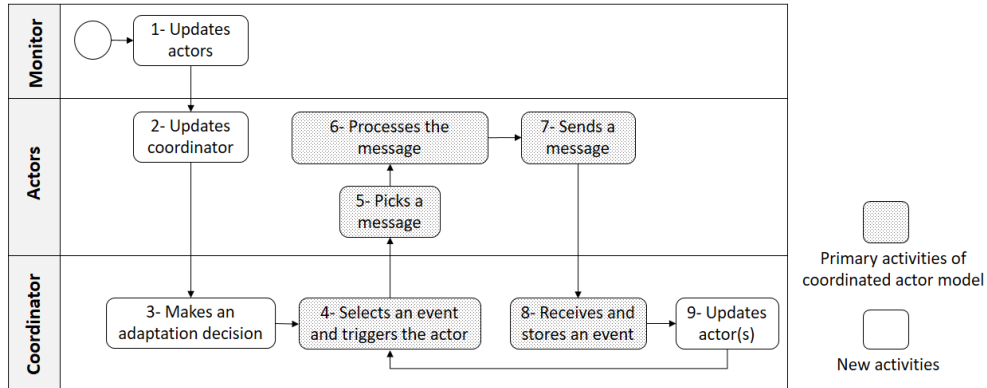 Monitor
1- Updates
actors
Actors
2- Updates
coordinator
6- Processes the
message
7- Sends a
message
5- Picks a
message
Coordinator
3- Makes an
adaptation decision
4- Selects an event
and triggers the actor
8- Receives and
stores an event
9- Updates
actor(s)
Primary activities of
coordinated actor model
New activities